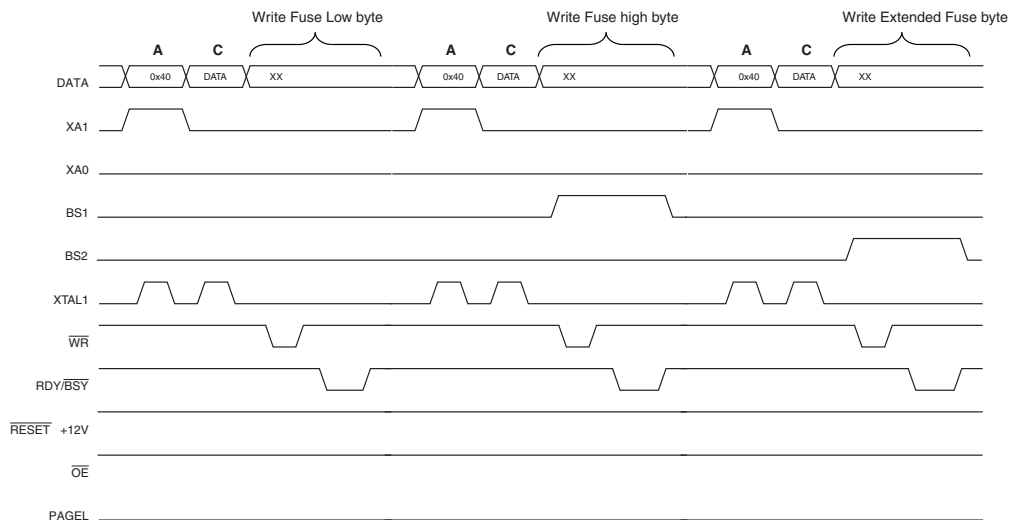 Write Fuse Low byte Write Fuse high byte Write Extended Fuse byte
A C A C A C
DATA 0x40 DATA XX 0x40 DATA XX 0x40 DATA XX
XA1
XA0
BS1
BS2
XTAL1
WR
RDY/BSY
RESET +12V
OE
PAGEL